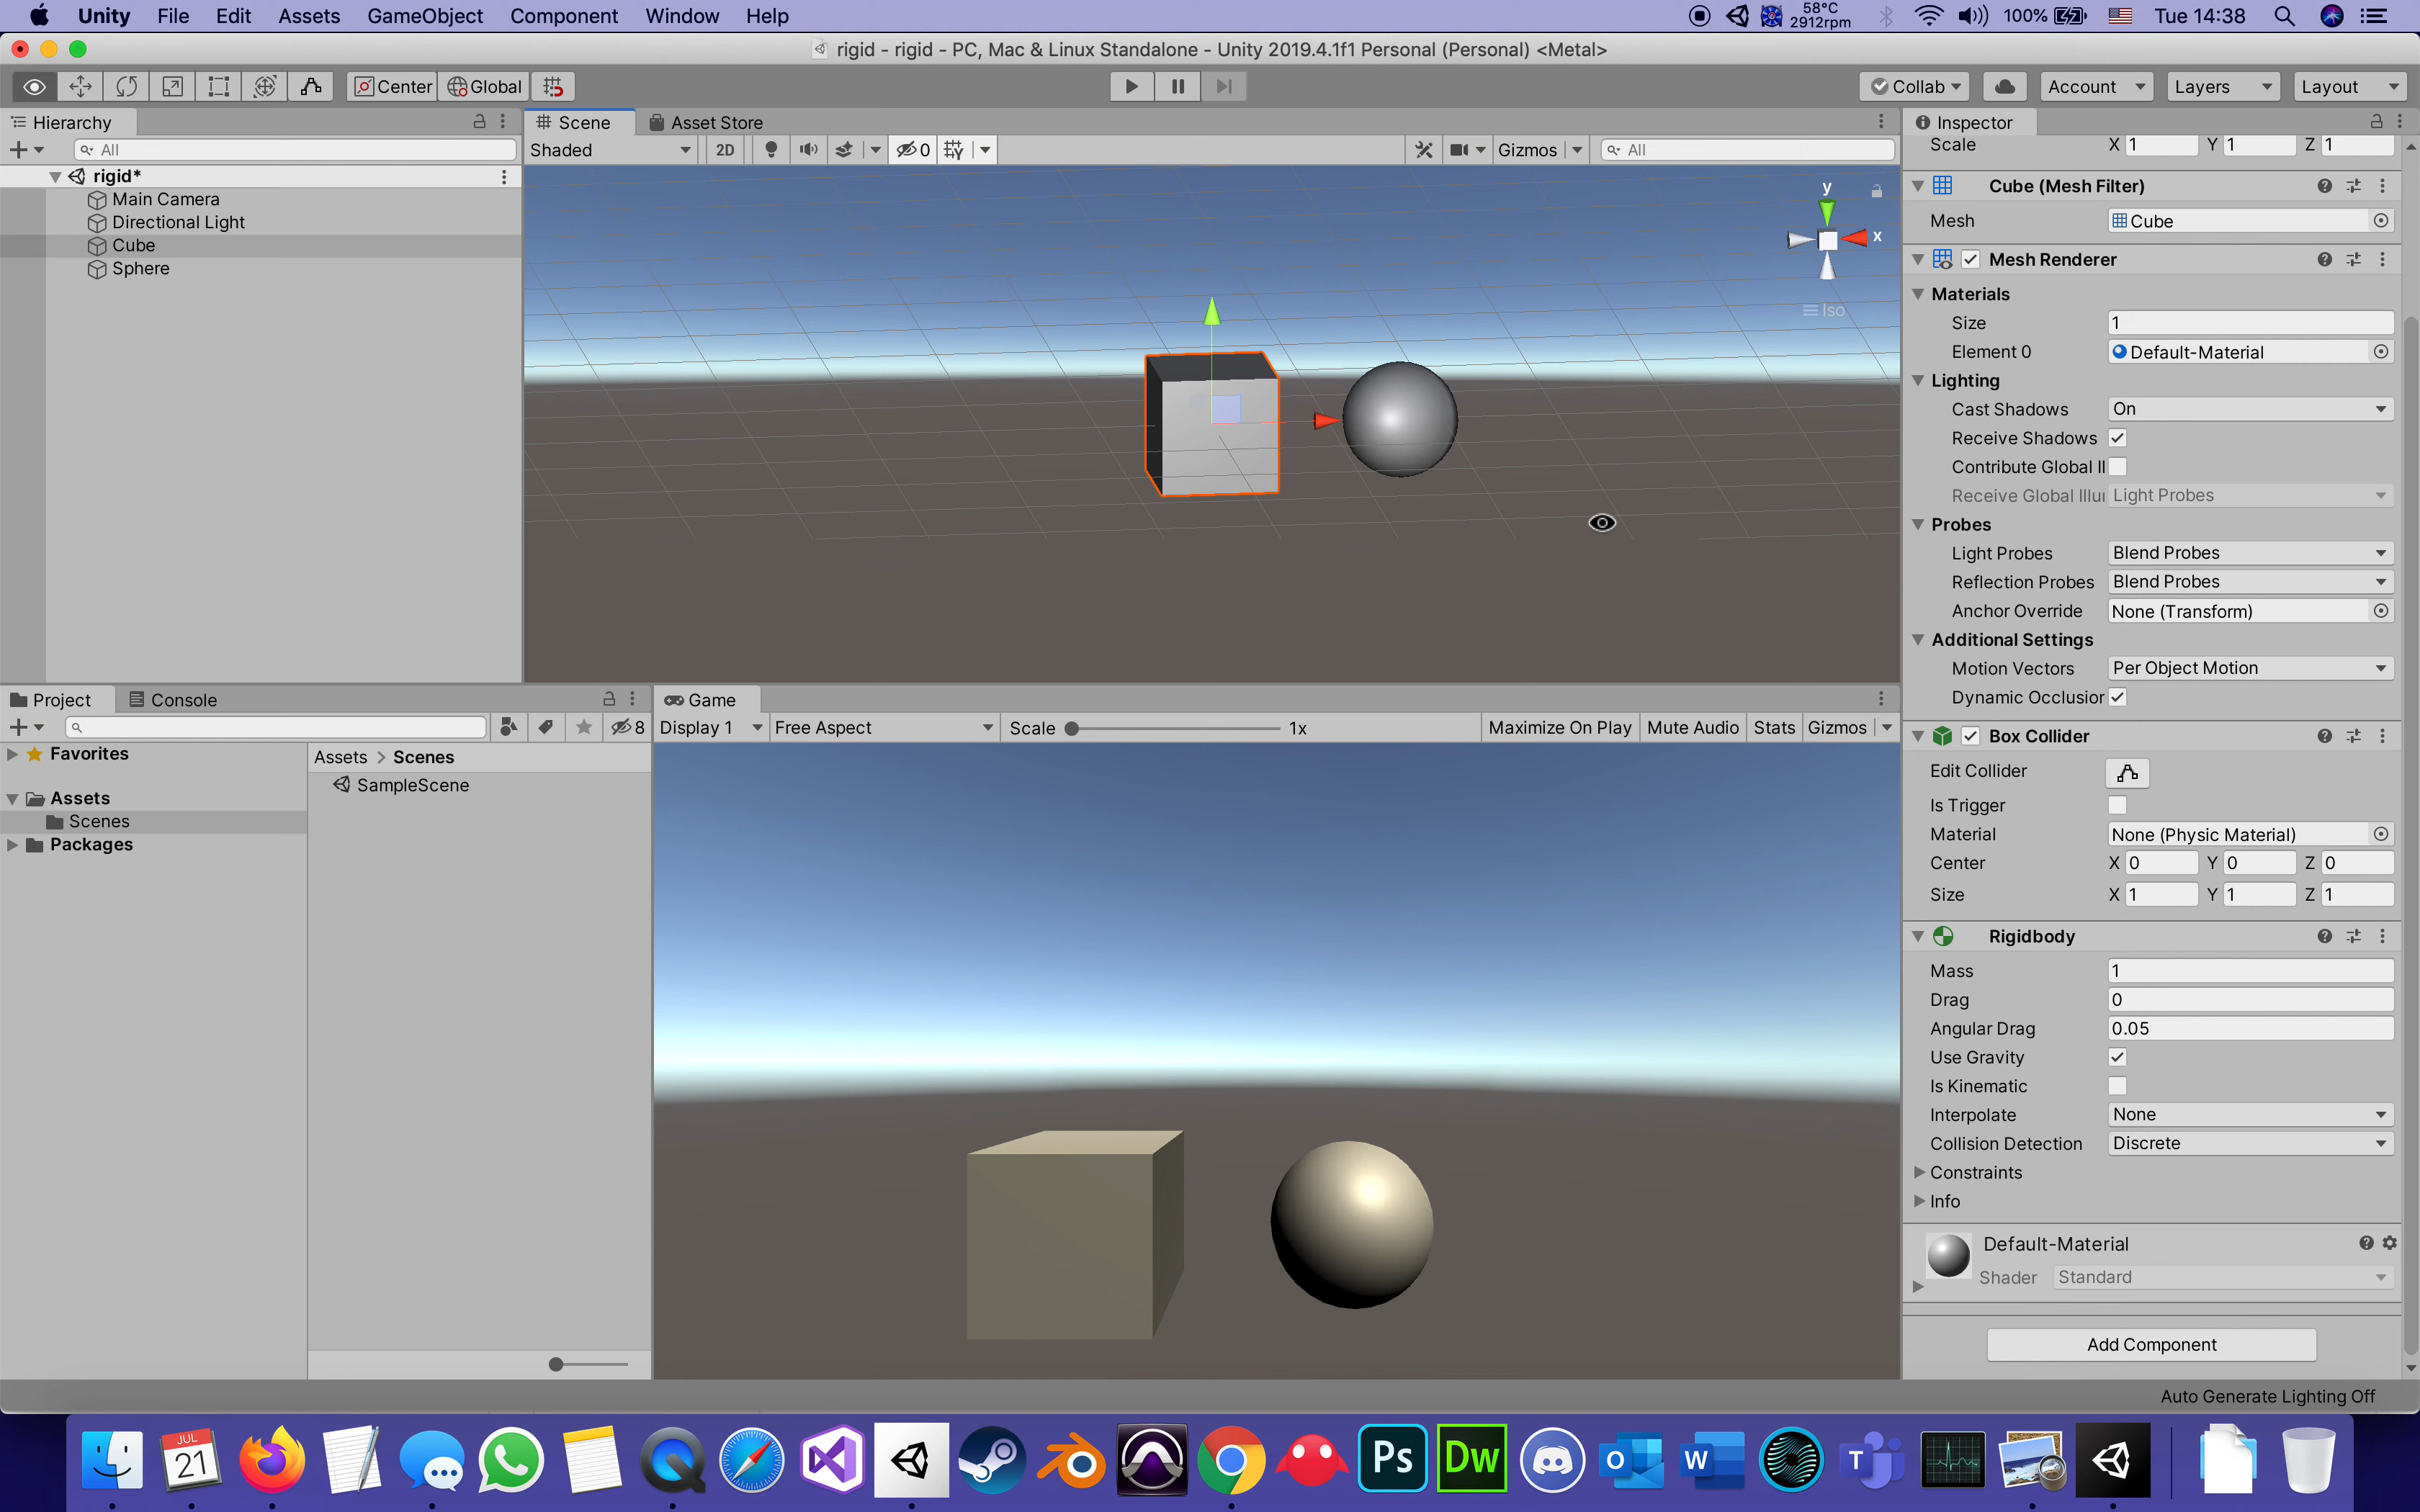 Unity File Edit Assets GameObject Component Window Help 58°C 2912rpm 100% Tue 14:38
rigid - rigid - PC, Mac & Linux Standalone - Unity 2019.4.1f1 Personal (Personal) <Metal>
Center Global Collab Account Layers Layout
Hierarchy
All
rigid*
Main Camera
Directional Light
Cube
Sphere
Scene Asset Store
Shaded 2D 0 Gizmos All
y
x
Iso
Inspector
Scale X 1 Y 1 Z 1
Cube (Mesh Filter)
Mesh Cube
Mesh Renderer
Materials
Size 1
Element 0 Default-Material
Lighting
Cast Shadows On
Receive Shadows
Contribute Global Il
Receive Global Illu Light Probes
Probes
Light Probes Blend Probes
Reflection Probes Blend Probes
Anchor Override None (Transform)
Additional Settings
Motion Vectors Per Object Motion
Dynamic Occlusion
Box Collider
Edit Collider
Is Trigger
Material None (Physic Material)
Center X 0 Y 0 Z 0
Size X 1 Y 1 Z 1
Rigidbody
Mass 1
Drag 0
Angular Drag 0.05
Use Gravity
Is Kinematic
Interpolate None
Collision Detection Discrete
Constraints
Info
Default-Material
Shader Standard
Add Component
Project Console
8
Favorites
Assets
Scenes
Packages
Assets > Scenes
SampleScene
Game
Display 1 Free Aspect Scale 1x Maximize On Play Mute Audio Stats Gizmos
Auto Generate Lighting Off
JUL
21
Ps
Dw
O
W
T